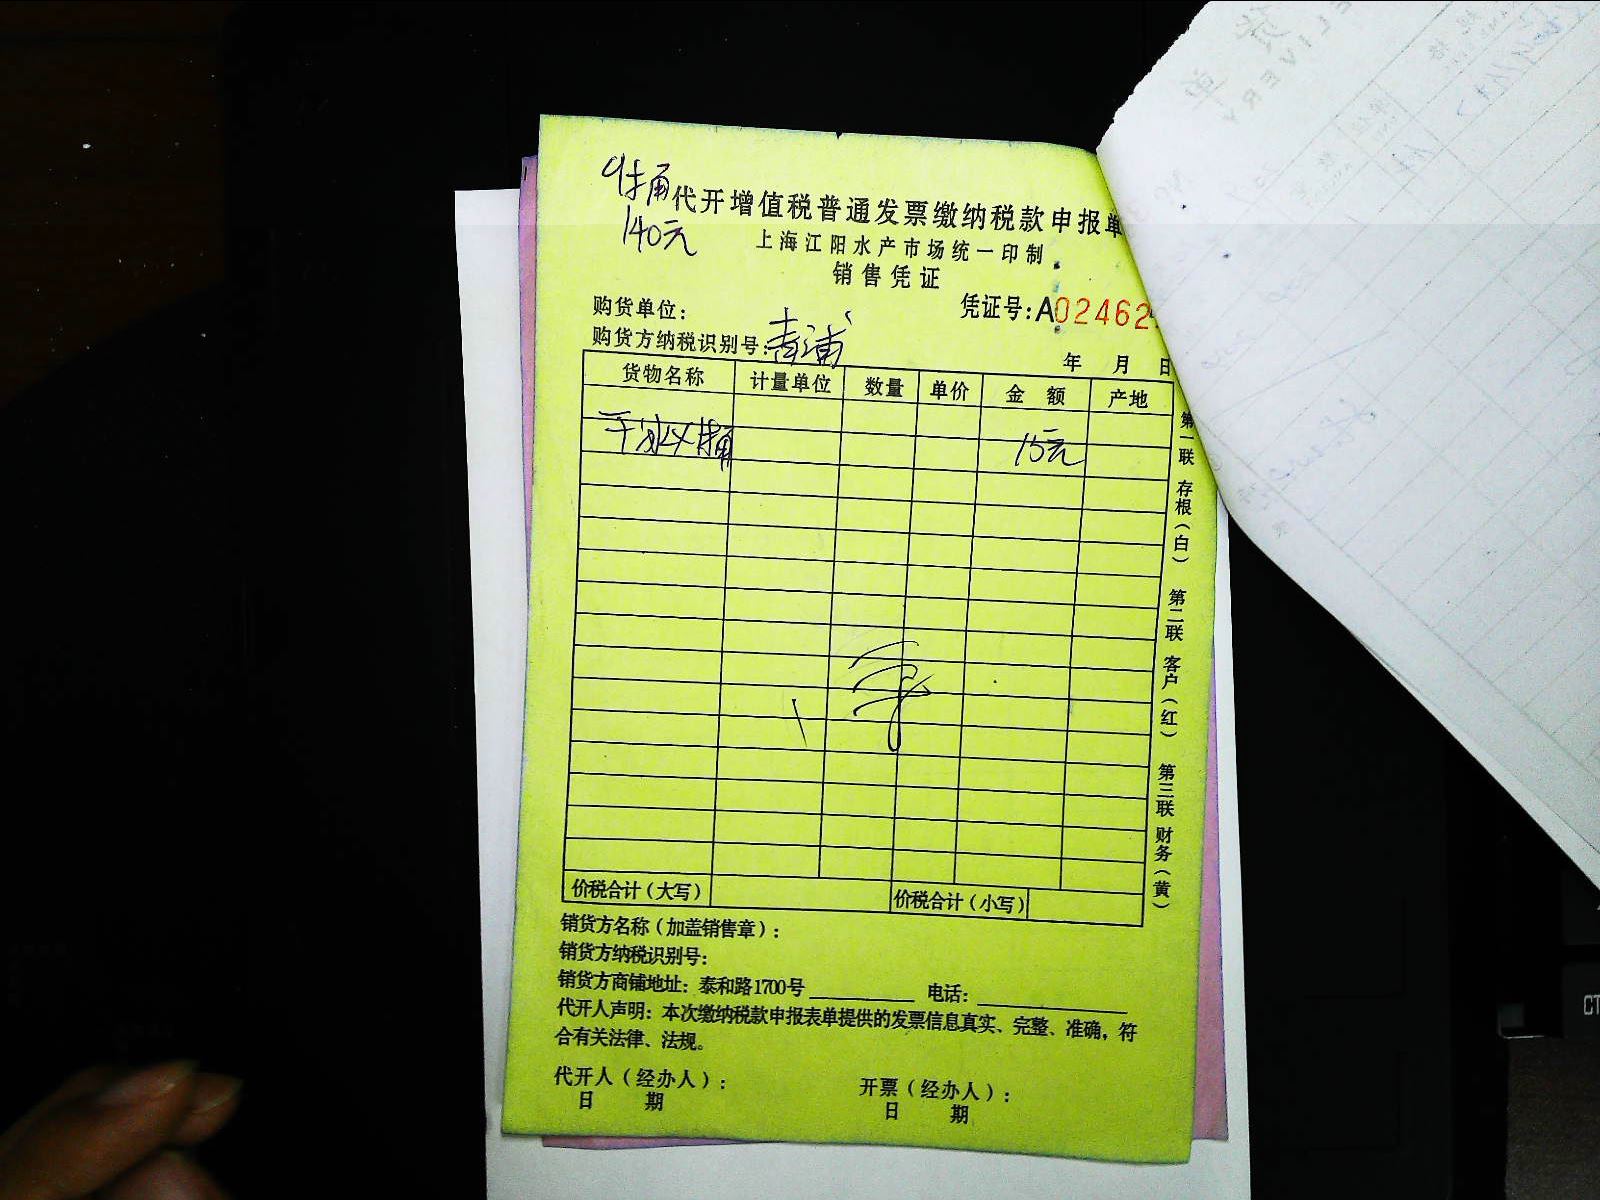 代开增值税普通发票缴纳税款申报单
140元
上海江阳水产市场统一印制
销售凭证
购货单位：
凭证号：A02462
购货方纳税识别号：青浦
年 月 日
货物名称 计量单位 数量 单价 金额 产地
15元
价税合计（大写） 价税合计（小写）
销货方名称（加盖销售章）：
销货方纳税识别号：
销货方商铺地址：泰和路1700号 电话：
代开人声明：本次缴纳税款申报表单提供的发票信息真实、完整、准确，符
合有关法律、法规。
代开人（经办人）： 开票（经办人）：
日 期 日 期
第一联 存根（白） 第二联 客户（红） 第三联 财务（黄）